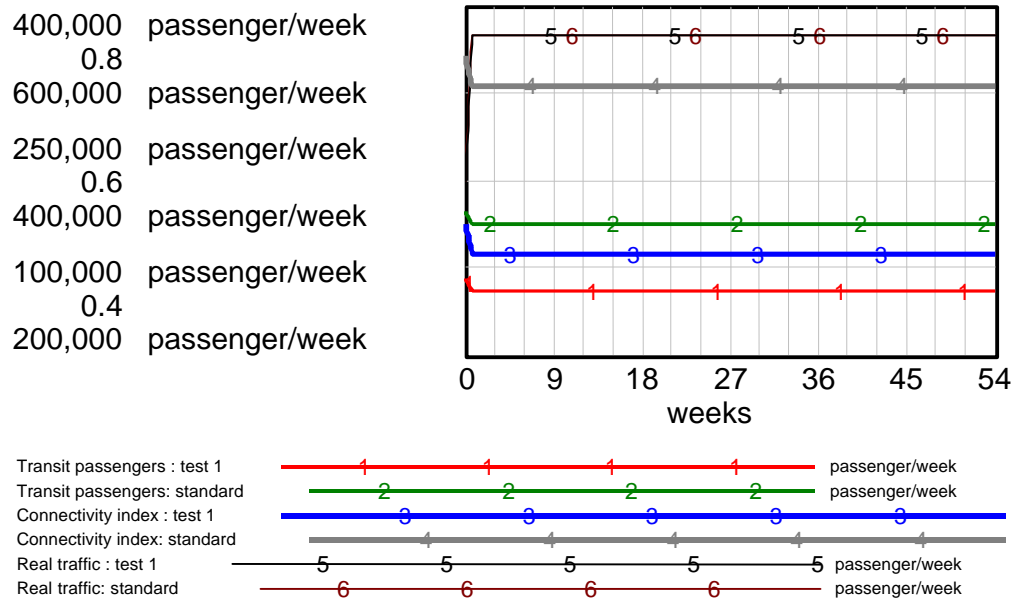 400,000 passenger/week
0.8
600,000 passenger/week
250,000 passenger/week
0.6
400,000 passenger/week
100,000 passenger/week
0.4
200,000 passenger/week
5 6 5 6 5 6 5 6
4 4 4 4
2 2 2 2 2
3 3 3 3
1 1 1 1 1
0 9 18 27 36 45 54
weeks
Transit passengers : test 1 1 1 1 1 passenger/week
Transit passengers: standard 2 2 2 2 passenger/week
Connectivity index : test 1 3 3 3 3 3
Connectivity index: standard 4 4 4 4 4
Real traffic : test 1 5 5 5 5 5 passenger/week
Real traffic: standard 6 6 6 6 passenger/week